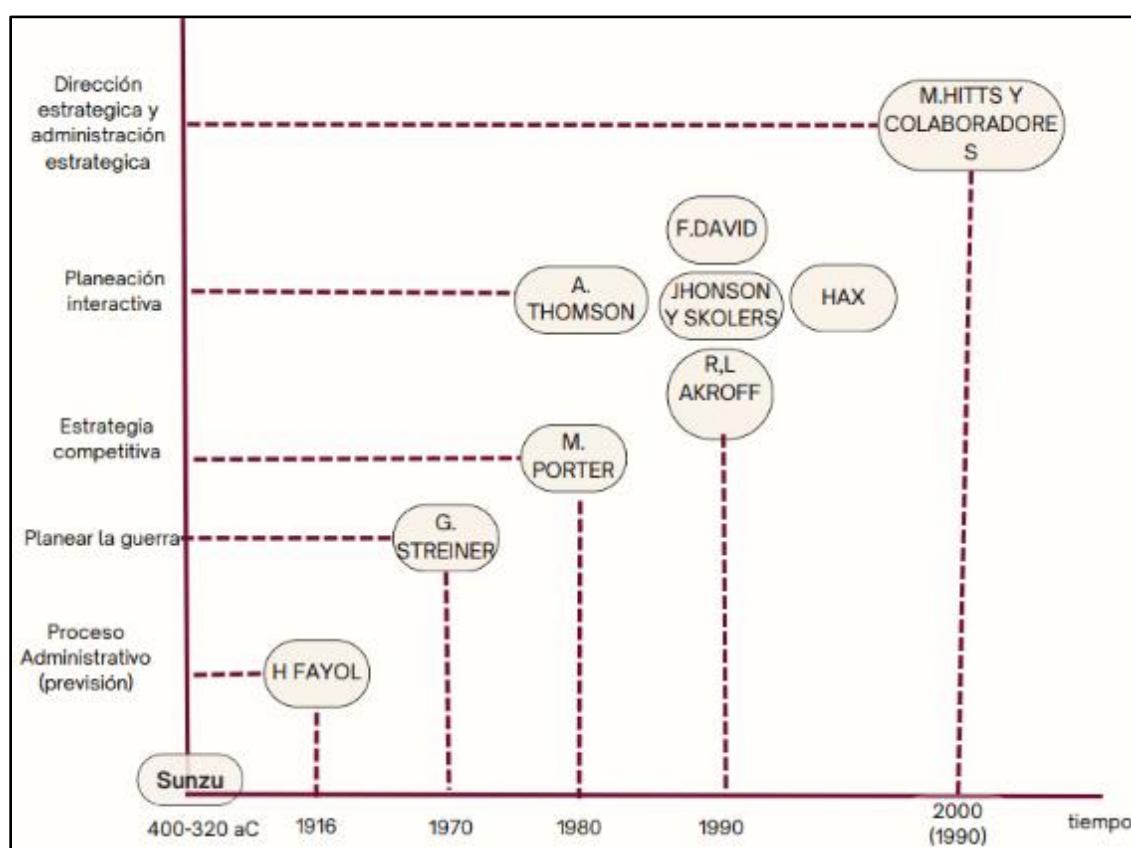 Dirección
estrategica y
administración
estrategica
M.HITTS Y
COLABORADORE
S
F.DAVID
Planeación
interactiva
A.
THOMSON
JHONSON
Y SKOLERS
HAX
R,L
AKROFF
Estrategia
competitiva
M.
PORTER
Planear la guerra
G.
STREINER
Proceso
Administrativo
(previsión)
H FAYOL
Sunzu
400-320 aC
1916
1970
1980
1990
2000
(1990)
tiempo